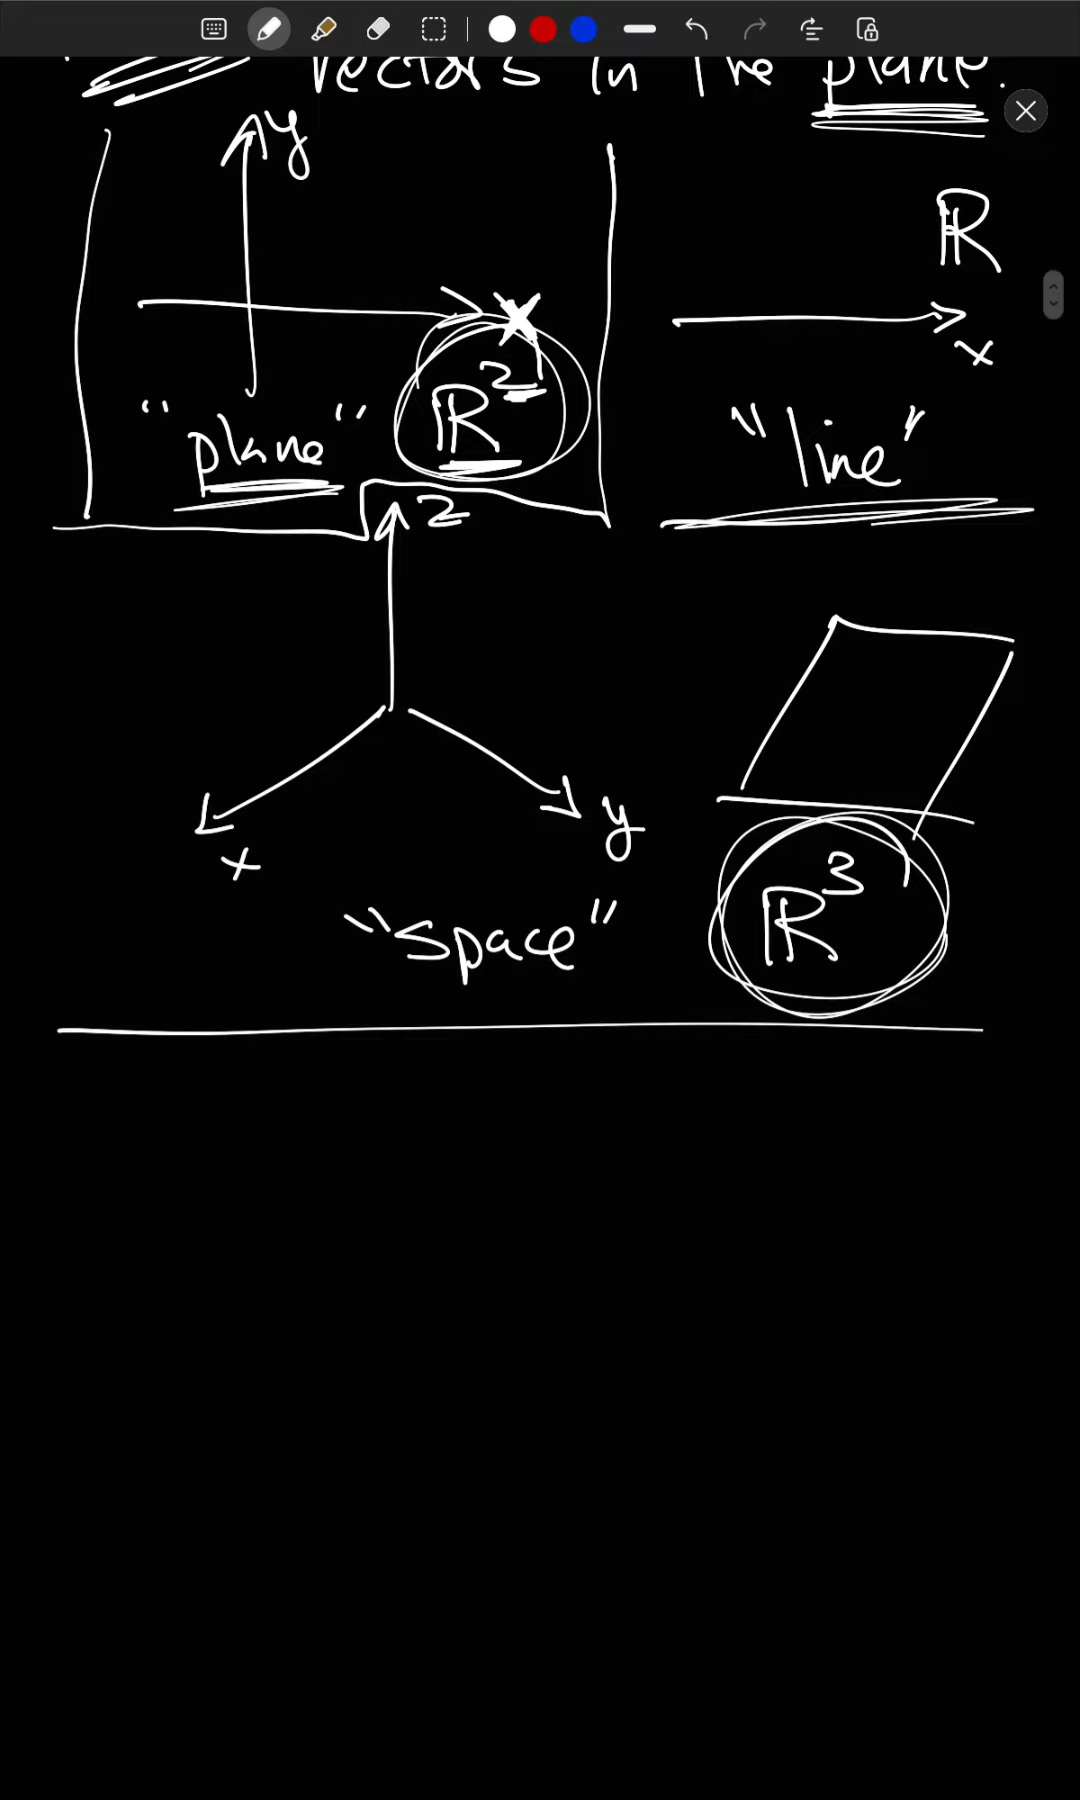 Vectors in the plane.
y
x
ℝ²
"plane"
ℝ
x
"line"
z
x
y
"space"
ℝ³